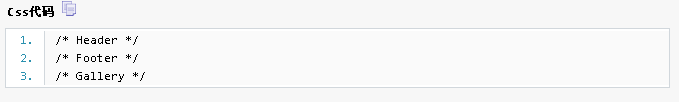 Css代码
1. /* Header */
2. /* Footer */
3. /* Gallery */